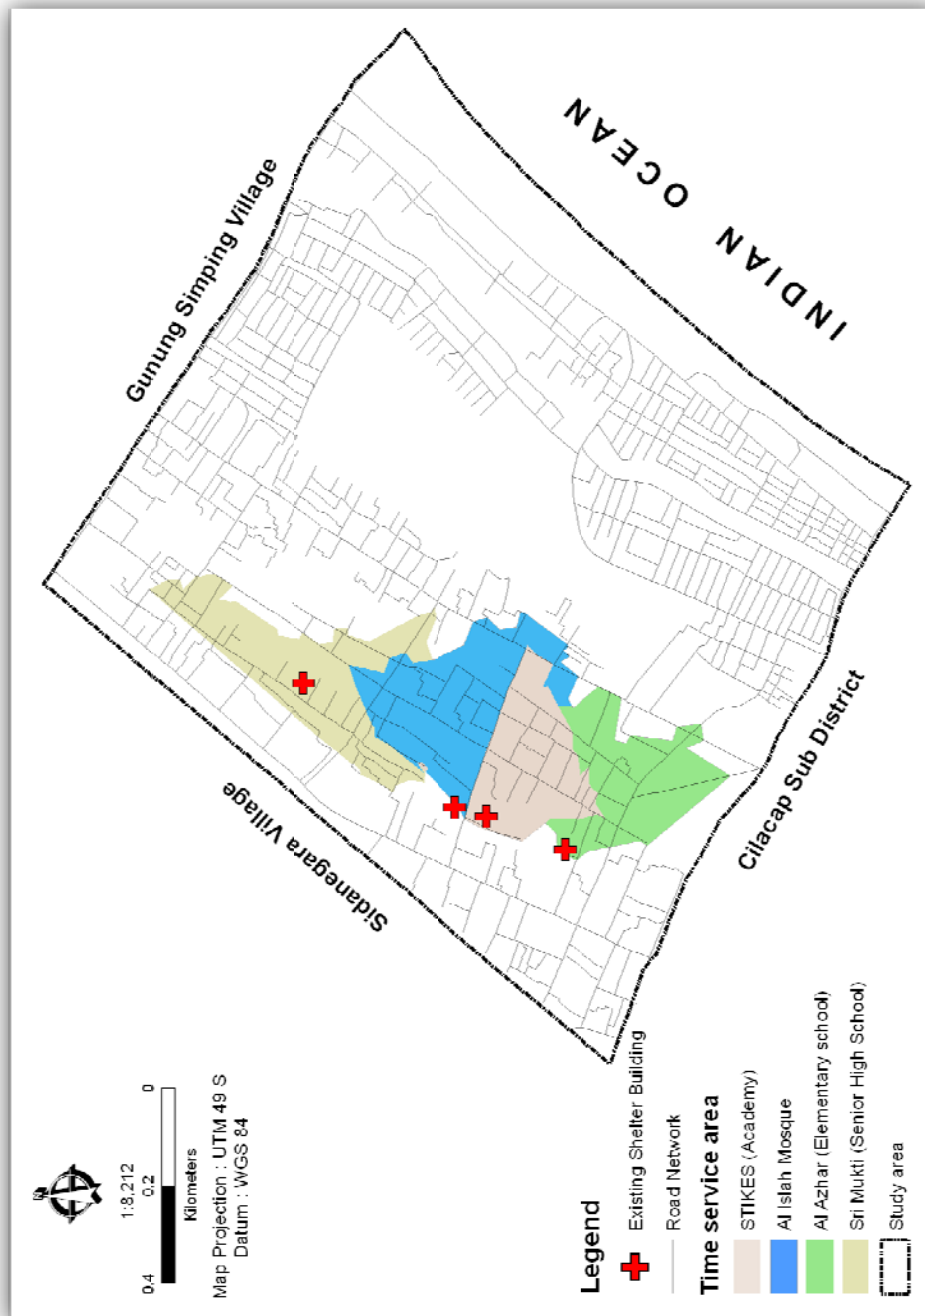 INDIAN OCEAN
Gunung Simping Village
Sidanegara Village
Cilacap Sub District
N
1:8.212
0.4 0.2 0
Kilometers
Map Projection : UTM 49 S
Datum : WGS 84
Legend
Existing Shelter Building
Road Network
Time service area
STIKES (Academy)
Al Islah Mosque
Al Azhar (Elementary school)
Sri Mukti (Senior High School)
Study area